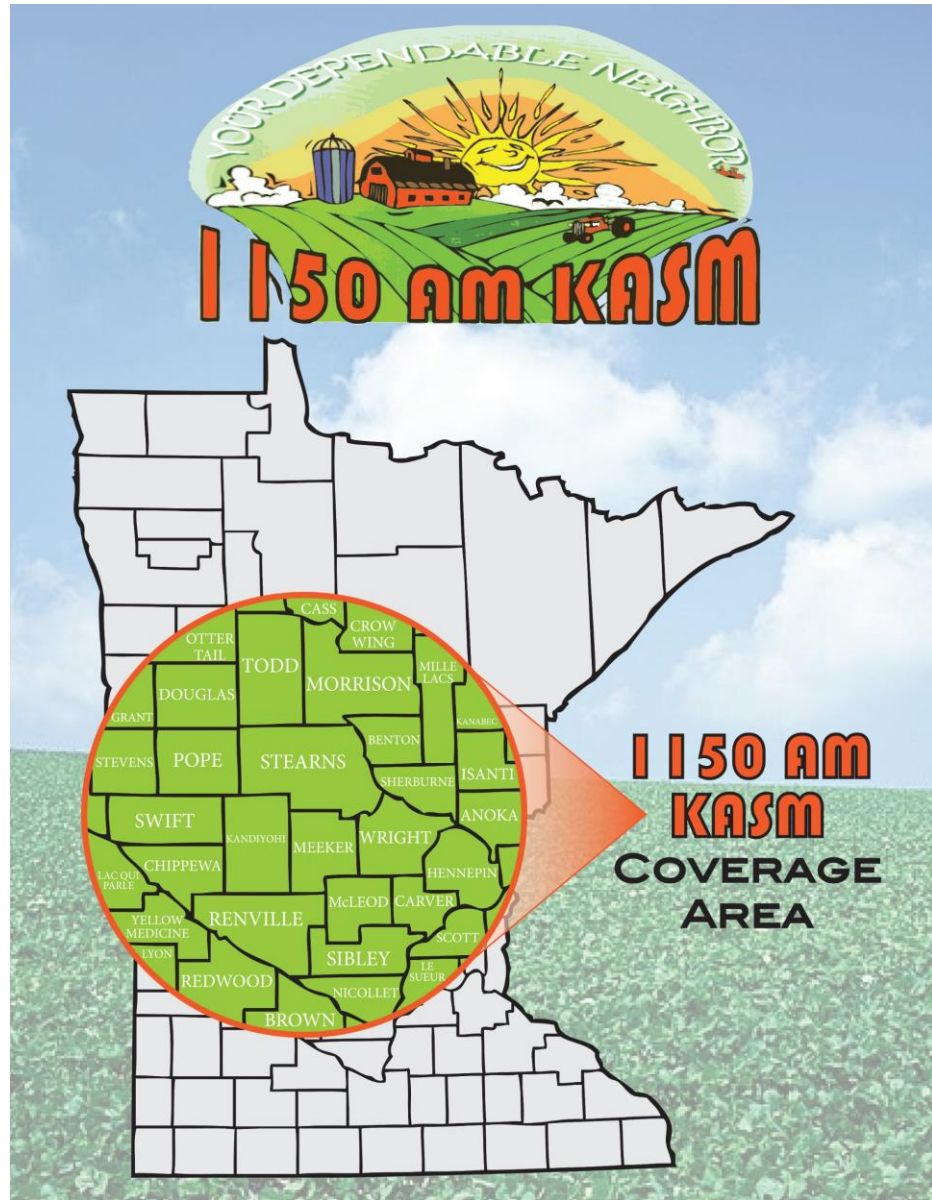 YOUR DEPENDABLE NEIGHBOR
1150 AM KASM
CASS
CROW
WING
OTTER
TAIL
TODD
MILLE
LACS
MORRISON
DOUGLAS
GRANT
KANABEC
BENTON
STEVENS
POPE
STEARNS
SHERBURNE
ISANTI
SWIFT
ANOKA
KANDIYOHI
MEEKER
WRIGHT
CHIPPEWA
LAC QUI
PARLE
HENNEPIN
McLEOD
CARVER
RENVILLE
YELLOW
MEDICINE
SCOTT
LYON
SIBLEY
LE
SUEUR
REDWOOD
NICOLLET
BROWN
1150 AM
KASM
COVERAGE
AREA